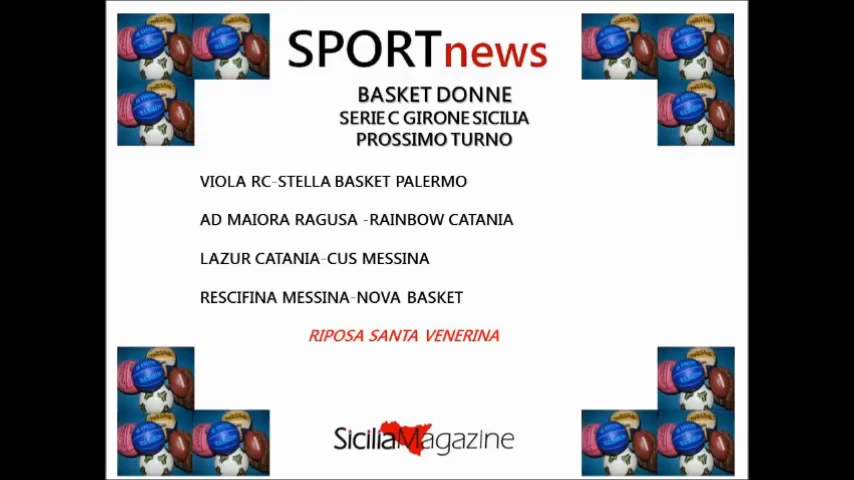 SPORTnews
BASKET DONNE
SERIE C GIRONE SICILIA
PROSSIMO TURNO
VIOLA RC-STELLA BASKET PALERMO
AD MAIORA RAGUSA -RAINBOW CATANIA
LAZUR CATANIA-CUS MESSINA
RESCIFINA MESSINA-NOVA BASKET
RIPOSA SANTA VENERINA
SiciliaMagazine